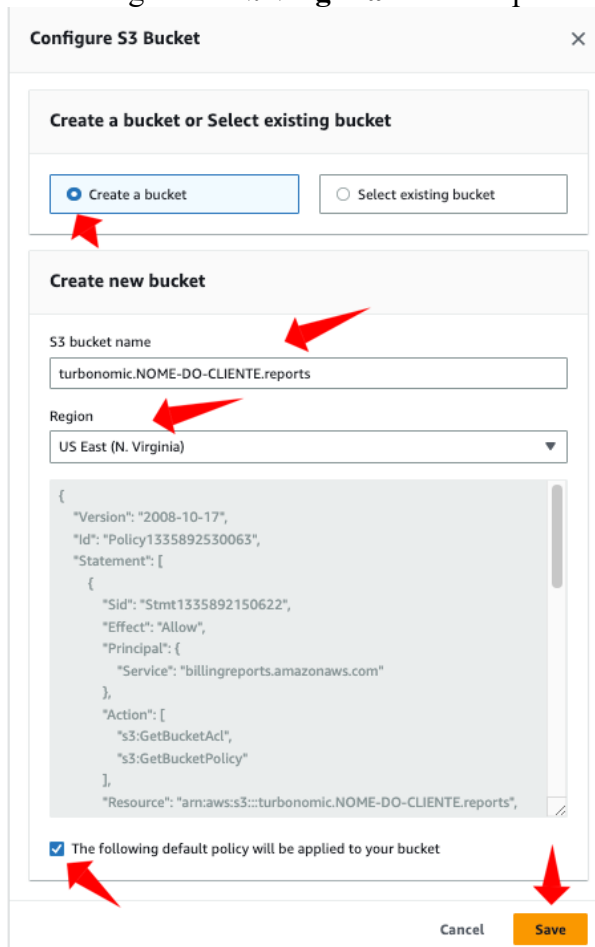 Configure S3 Bucket
Create a bucket or Select existing bucket
Create a bucket
Select existing bucket
Create new bucket
S3 bucket name
turbonomic.NOME-DO-CLIENTE.reports
Region
US East (N. Virginia)
{
"Version": "2008-10-17",
"Id": "Policy1335892530063",
"Statement": [
{
"Sid": "Stmt1335892150622",
"Effect": "Allow",
"Principal": {
"Service": "billingreports.amazonaws.com"
},
"Action": [
"s3:GetBucketAcl",
"s3:GetBucketPolicy"
],
"Resource": "arn:aws:s3:::turbonomic.NOME-DO-CLIENTE.reports",
The following default policy will be applied to your bucket
Cancel
Save